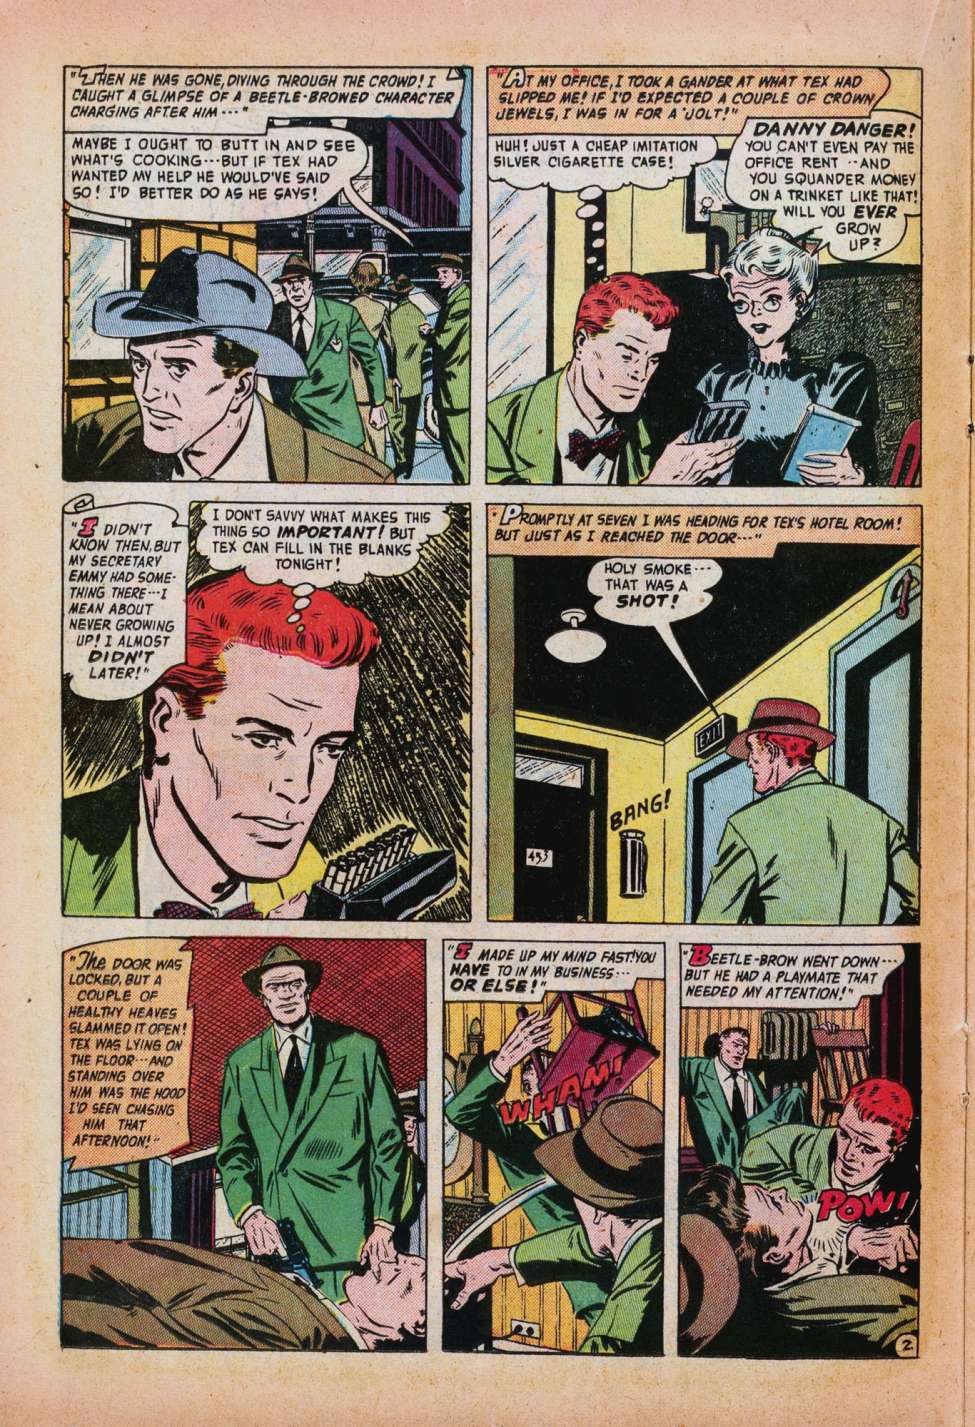 "THEN HE WAS GONE, DIVING THROUGH THE CROWD! I
CAUGHT A GLIMPSE OF A BEETLE-BROWED CHARACTER
CHARGING AFTER HIM ---"
MAYBE I OUGHT TO BUTT IN AND SEE
WHAT'S COOKING---BUT IF TEX HAD
WANTED MY HELP HE WOULD'VE SAID
SO! I'D BETTER DO AS HE SAYS!
"AT MY OFFICE, I TOOK A GANDER AT WHAT TEX HAD
SLIPPED ME! IF I'D EXPECTED A COUPLE OF CROWN
JEWELS, I WAS IN FOR A 'JOLT!"
HUH! JUST A CHEAP IMITATION
SILVER CIGARETTE CASE!
DANNY DANGER!
YOU CAN'T EVEN PAY THE
OFFICE RENT --AND
YOU SQUANDER MONEY
ON A TRINKET LIKE THAT!
WILL YOU EVER
GROW
UP?
"I DIDN'T
KNOW THEN, BUT
MY SECRETARY
EMMY HAD SOME-
THING THERE---I
MEAN ABOUT
NEVER GROWING
UP! I ALMOST
DIDN'T
LATER!"
I DON'T SAVVY WHAT MAKES THIS
THING SO IMPORTANT! BUT
TEX CAN FILL IN THE BLANKS
TONIGHT!
"PROMPTLY AT SEVEN I WAS HEADING FOR TEX'S HOTEL ROOM!
BUT JUST AS I REACHED THE DOOR---"
HOLY SMOKE---
THAT WAS A
SHOT!
EXIT
BANG!
453
"THE DOOR WAS
LOCKED, BUT A
COUPLE OF
HEALTHY HEAVES
SLAMMED IT OPEN!
TEX WAS LYING ON
THE FLOOR---AND
STANDING OVER
HIM WAS THE HOOD
I'D SEEN CHASING
HIM THAT
AFTERNOON!"
"I MADE UP MY MIND FAST! YOU
HAVE TO IN MY BUSINESS---
OR ELSE!"
WHAM!
"BEETLE-BROW WENT DOWN---
BUT HE HAD A PLAYMATE THAT
NEEDED MY ATTENTION!"
POW!
2